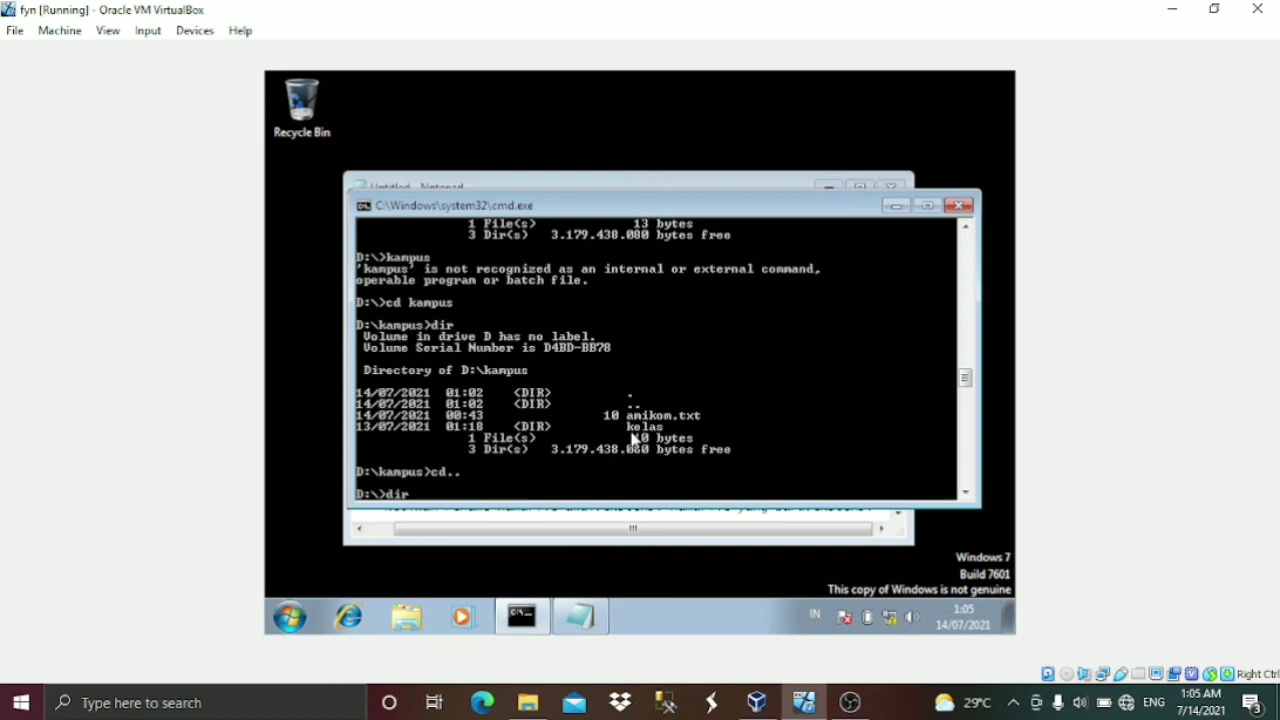 fyn [Running] - Oracle VM VirtualBox
File Machine View Input Devices Help
Recycle Bin
Untitled - Notepad
C:\Windows\system32\cmd.exe
1 File(s) 13 bytes
3 Dir(s) 3.179.438.080 bytes free
D:\>kampus
'kampus' is not recognized as an internal or external command,
operable program or batch file.
D:\>cd kampus
D:\kampus>dir
Volume in drive D has no label.
Volume Serial Number is D4BD-BB78
Directory of D:\kampus
14/07/2021 01:02 <DIR> .
14/07/2021 01:02 <DIR> ..
14/07/2021 00:43 10 amikom.txt
13/07/2021 01:18 <DIR> kelas
1 File(s) 10 bytes
3 Dir(s) 3.179.438.080 bytes free
D:\kampus>cd..
D:\>dir
Windows 7
Build 7601
This copy of Windows is not genuine
IN 1:05
14/07/2021
Right Ctrl
Type here to search
29°C ENG 1:05 AM
7/14/2021 3